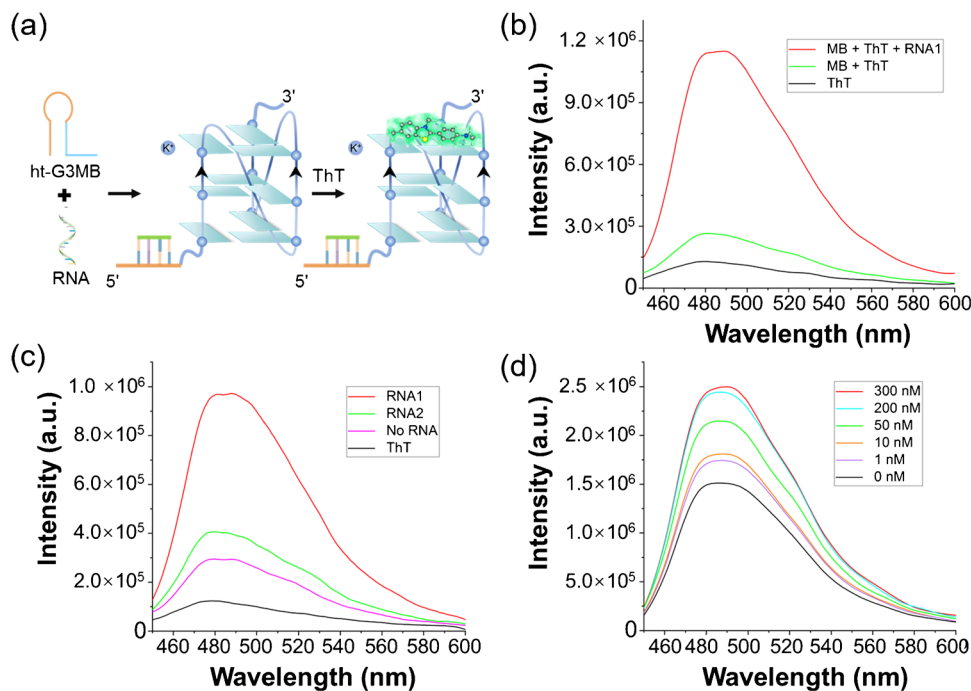 (a)
3'
3'
K+
K+
ht-G3MB
ThT
+
RNA
5'
5'
(b)
1.2 ×10⁶
9.0 ×10⁵
6.0 ×10⁵
3.0 ×10⁵
0
Intensity (a.u.)
MB + ThT + RNA1
MB + ThT
ThT
460 480 500 520 540 560 580 600
Wavelength (nm)
(c)
1.0 ×10⁶
8.0 ×10⁵
6.0 ×10⁵
4.0 ×10⁵
2.0 ×10⁵
0
Intensity (a.u.)
RNA1
RNA2
No RNA
ThT
460 480 500 520 540 560 580 600
Wavelength (nm)
(d)
2.5 ×10⁶
2.0 ×10⁶
1.5 ×10⁶
1.0 ×10⁶
5.0 ×10⁵
0
Intensity (a.u.)
300 nM
200 nM
50 nM
10 nM
1 nM
0 nM
460 480 500 520 540 560 580 600
Wavelength (nm)